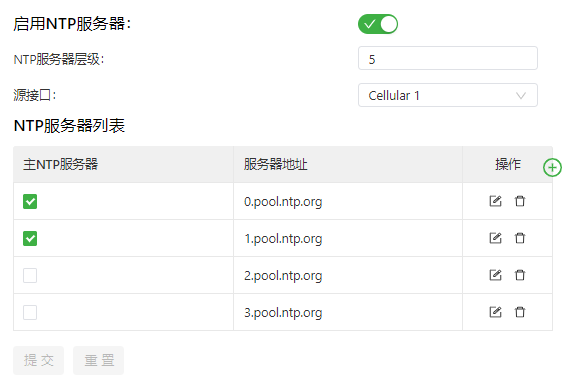 启用NTP服务器：
NTP服务器层级： 5
源接口： Cellular 1
NTP服务器列表
主NTP服务器 服务器地址 操作
0.pool.ntp.org
1.pool.ntp.org
2.pool.ntp.org
3.pool.ntp.org
提 交 重 置